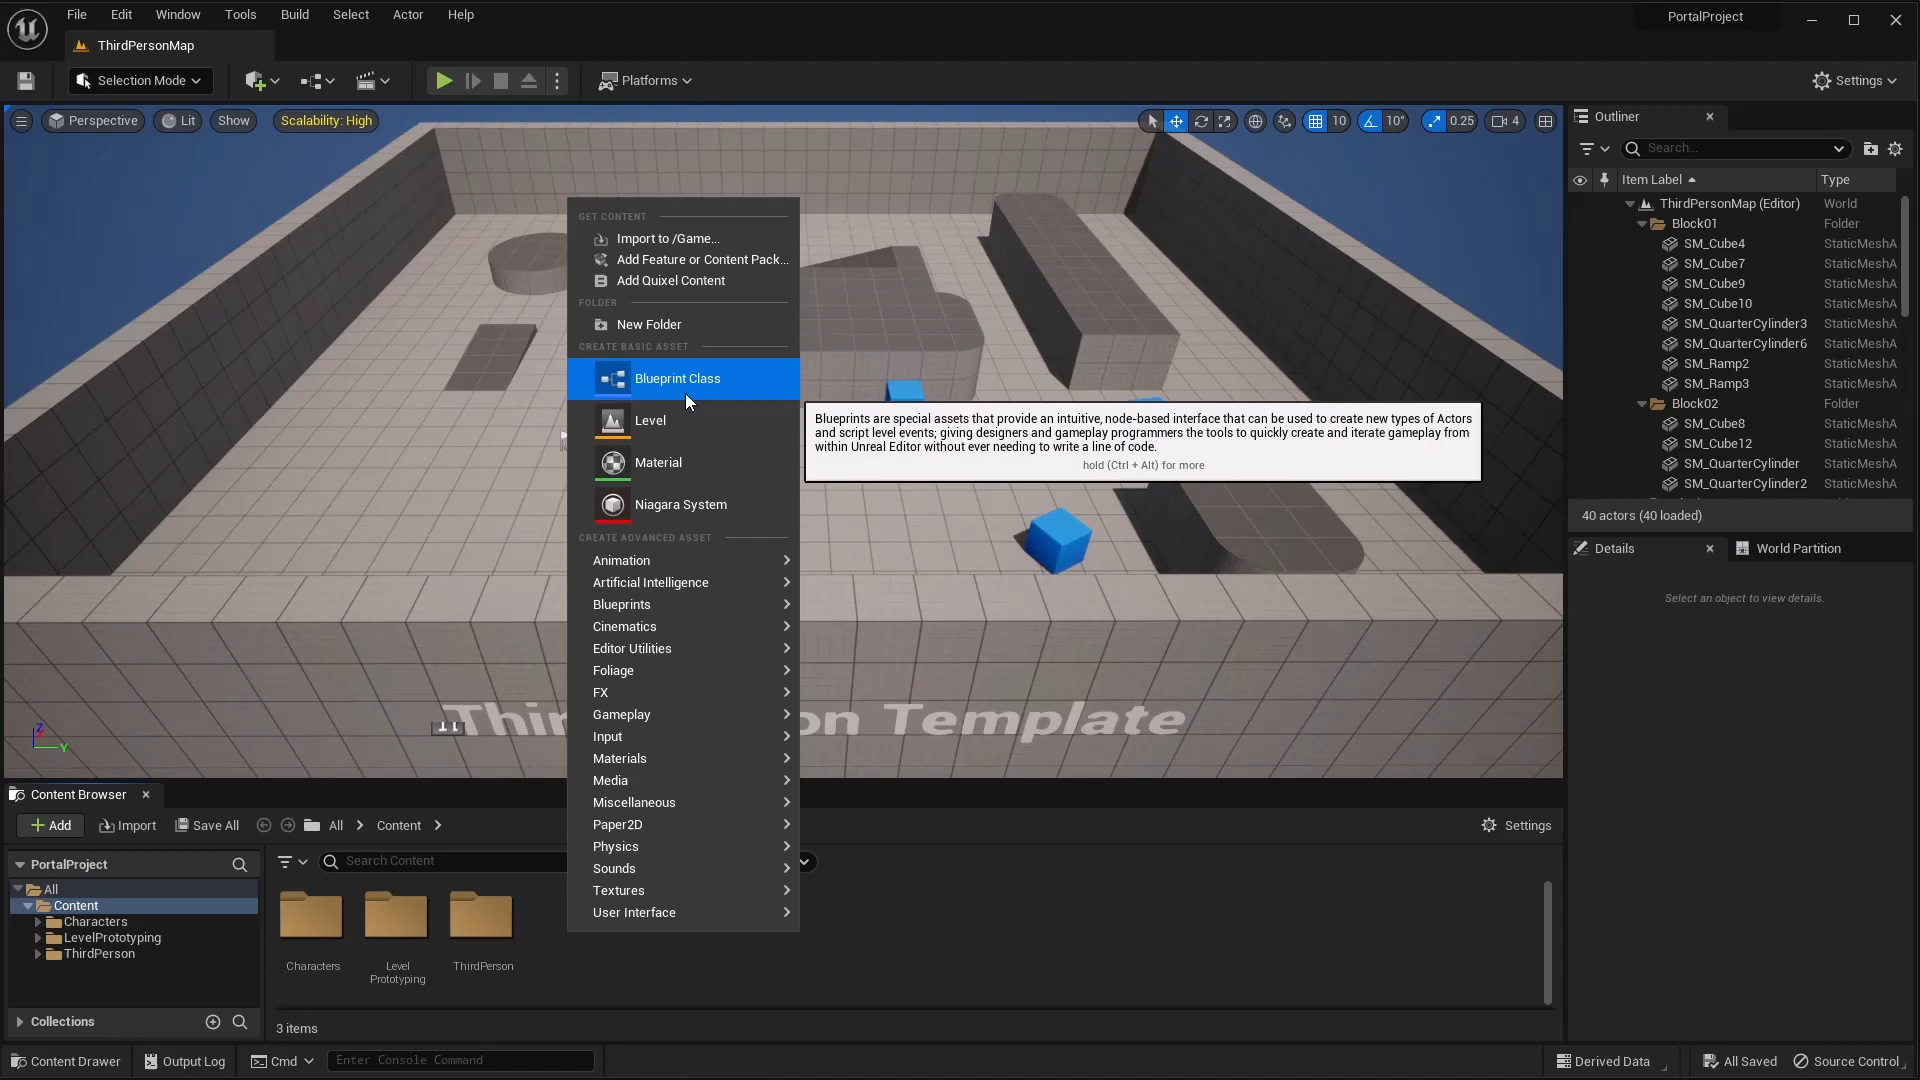 File Edit Window Tools Build Select Actor Help
PortalProject
ThirdPersonMap
Selection Mode
Platforms
Settings
Perspective
Lit
Show
Scalability: High
10
10°
0.25
4
Outliner
Search...
Item Label
Type
ThirdPersonMap (Editor) World
Block01 Folder
SM_Cube4 StaticMeshA
SM_Cube7 StaticMeshA
SM_Cube9 StaticMeshA
SM_Cube10 StaticMeshA
SM_QuarterCylinder3 StaticMeshA
SM_QuarterCylinder6 StaticMeshA
SM_Ramp2 StaticMeshA
SM_Ramp3 StaticMeshA
Block02 Folder
SM_Cube8 StaticMeshA
SM_Cube12 StaticMeshA
SM_QuarterCylinder StaticMeshA
SM_QuarterCylinder2 StaticMeshA
40 actors (40 loaded)
Details
World Partition
Select an object to view details.
GET CONTENT
Import to /Game...
Add Feature or Content Pack...
Add Quixel Content
FOLDER
New Folder
CREATE BASIC ASSET
Blueprint Class
Level
Material
Niagara System
CREATE ADVANCED ASSET
Animation
Artificial Intelligence
Blueprints
Cinematics
Editor Utilities
Foliage
FX
Gameplay
Input
Materials
Media
Miscellaneous
Paper2D
Physics
Sounds
Textures
User Interface
Blueprints are special assets that provide an intuitive, node-based interface that can be used to create new types of Actors
and script level events; giving designers and gameplay programmers the tools to quickly create and iterate gameplay from
within Unreal Editor without ever needing to write a line of code.
hold (Ctrl + Alt) for more
Thi on Template
Z
Y
Content Browser
Add
Import
Save All
All
Content
Settings
PortalProject
Search Content
All
Content
Characters
LevelPrototyping
ThirdPerson
Characters
Level
Prototyping
ThirdPerson
Collections
3 items
Content Drawer
Output Log
Cmd
Enter Console Command
Derived Data
All Saved
Source Control